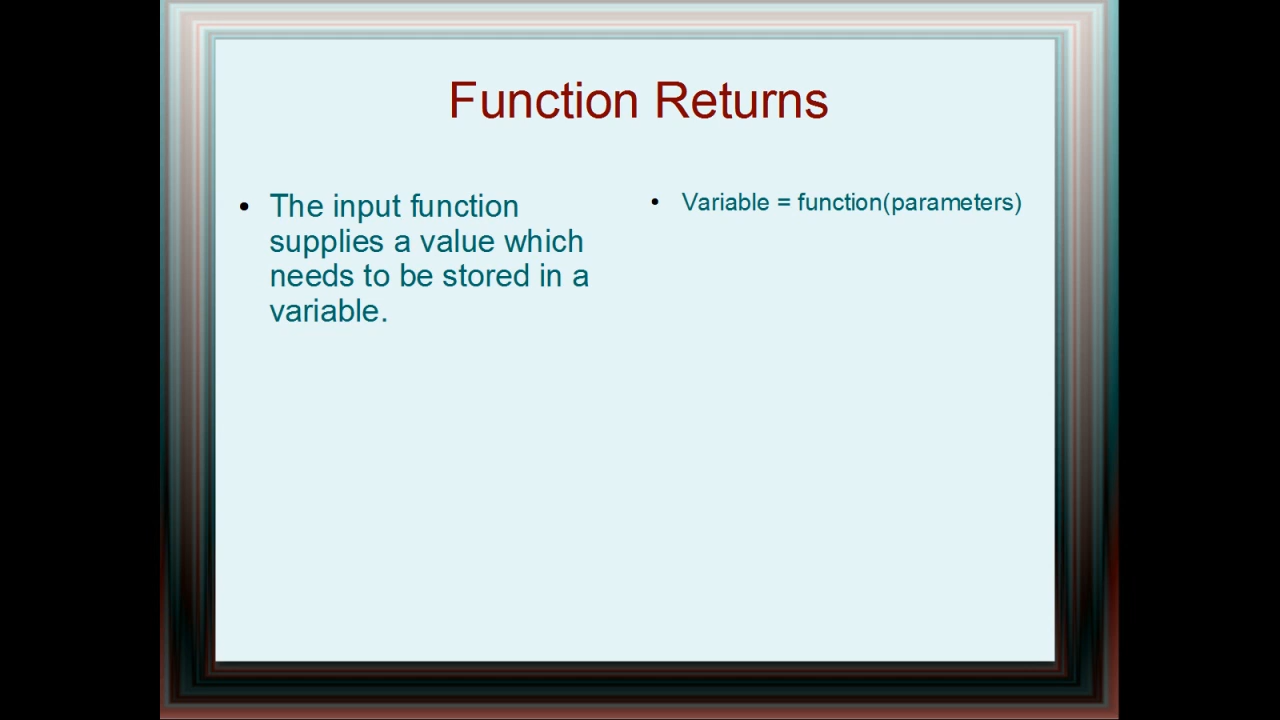 Function Returns
• The input function
supplies a value which
needs to be stored in a
variable.
• Variable = function(parameters)